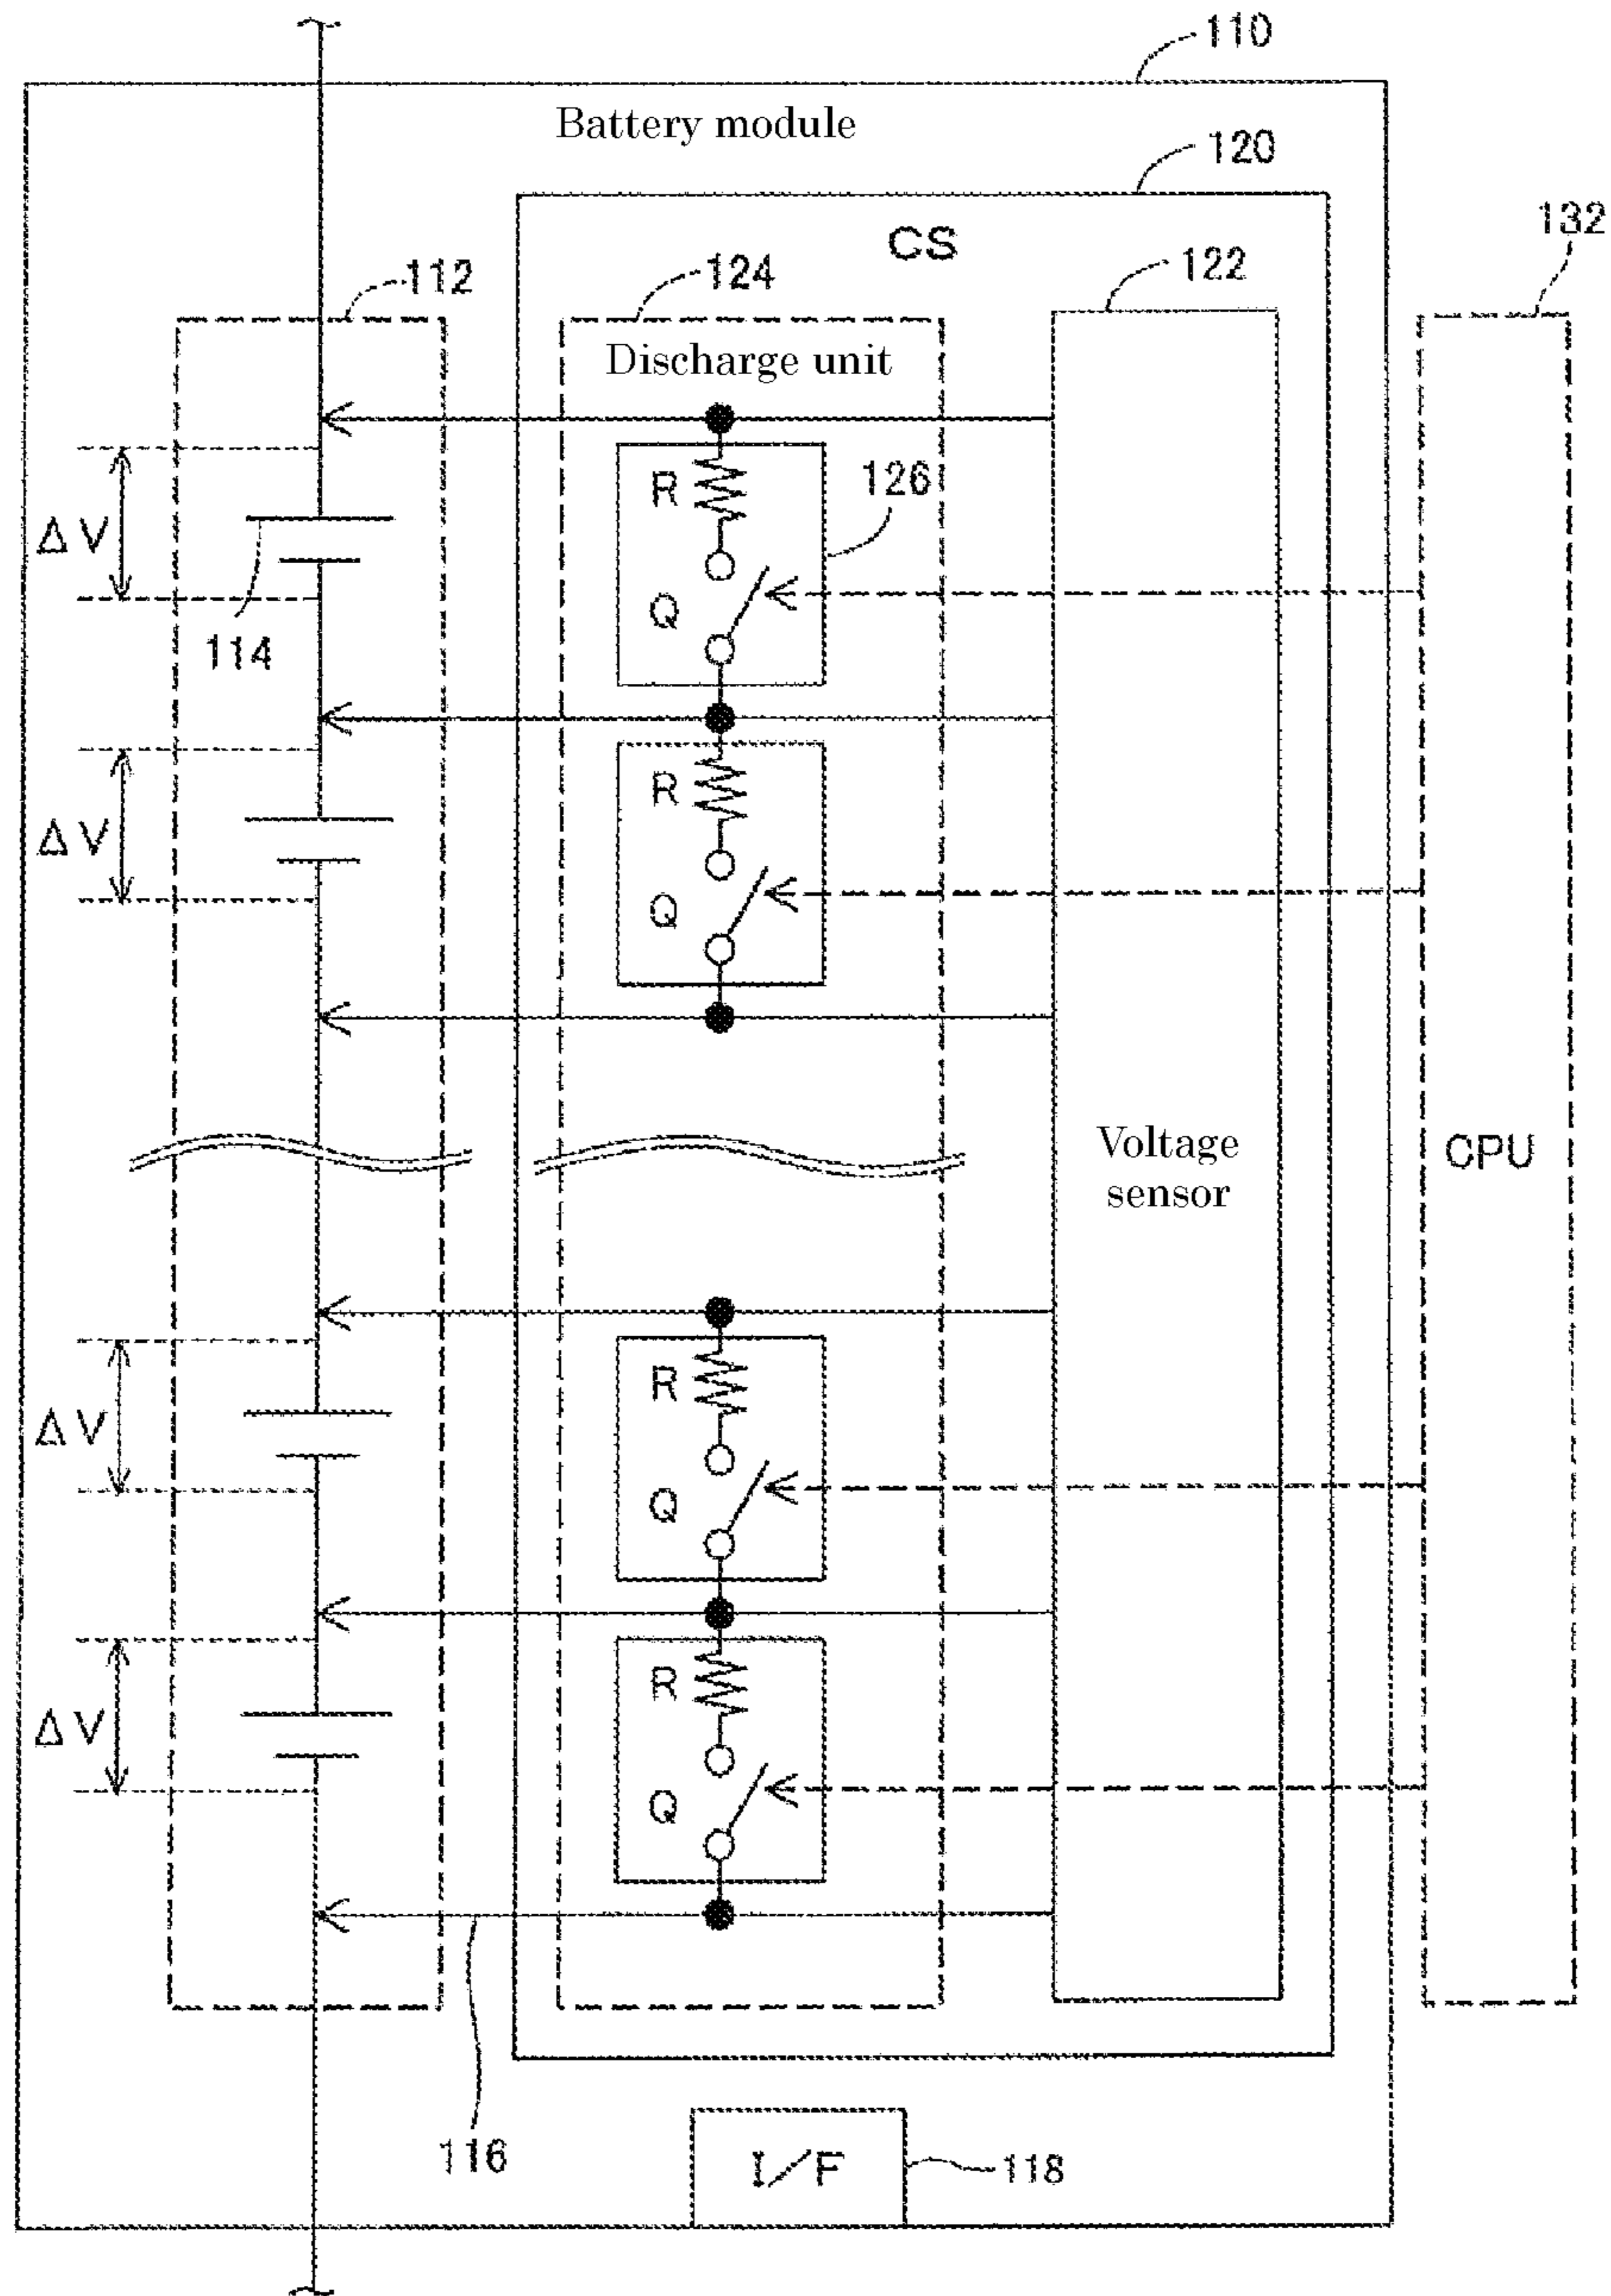 110
Battery module
120
CS
132
112
124
122
Discharge unit
R
126
ΔV
Q
114
R
ΔV
Q
Voltage
sensor
CPU
R
ΔV
Q
R
ΔV
Q
116
I/F
118